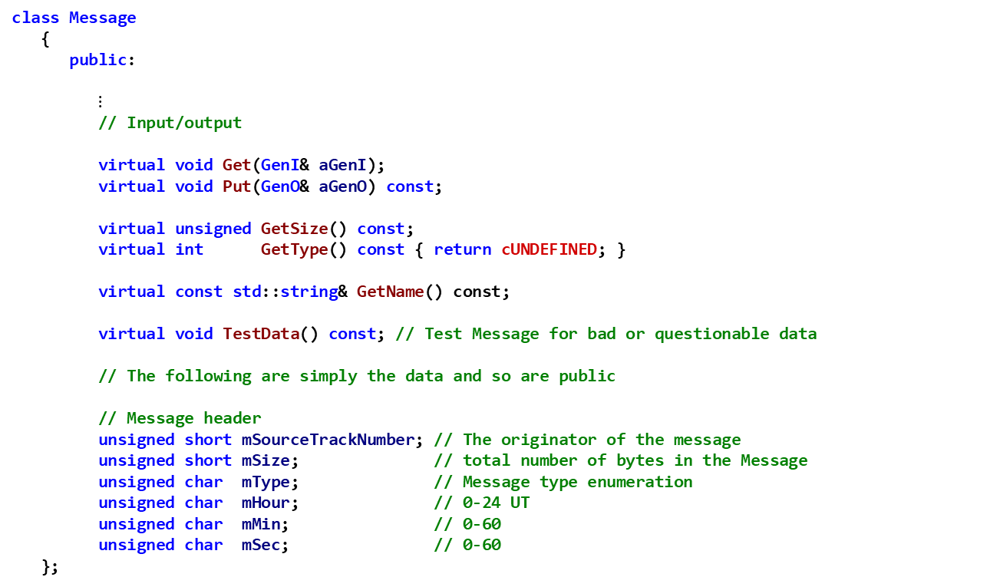 class Message
{
public:
⋮
// Input/output
virtual void Get(GenI& aGenI);
virtual void Put(GenO& aGenO) const;
virtual unsigned GetSize() const;
virtual int      GetType() const { return cUNDEFINED; }
virtual const std::string& GetName() const;
virtual void TestData() const; // Test Message for bad or questionable data
// The following are simply the data and so are public
// Message header
unsigned short mSourceTrackNumber; // The originator of the message
unsigned short mSize;              // total number of bytes in the Message
unsigned char  mType;              // Message type enumeration
unsigned char  mHour;              // 0-24 UT
unsigned char  mMin;               // 0-60
unsigned char  mSec;               // 0-60
};